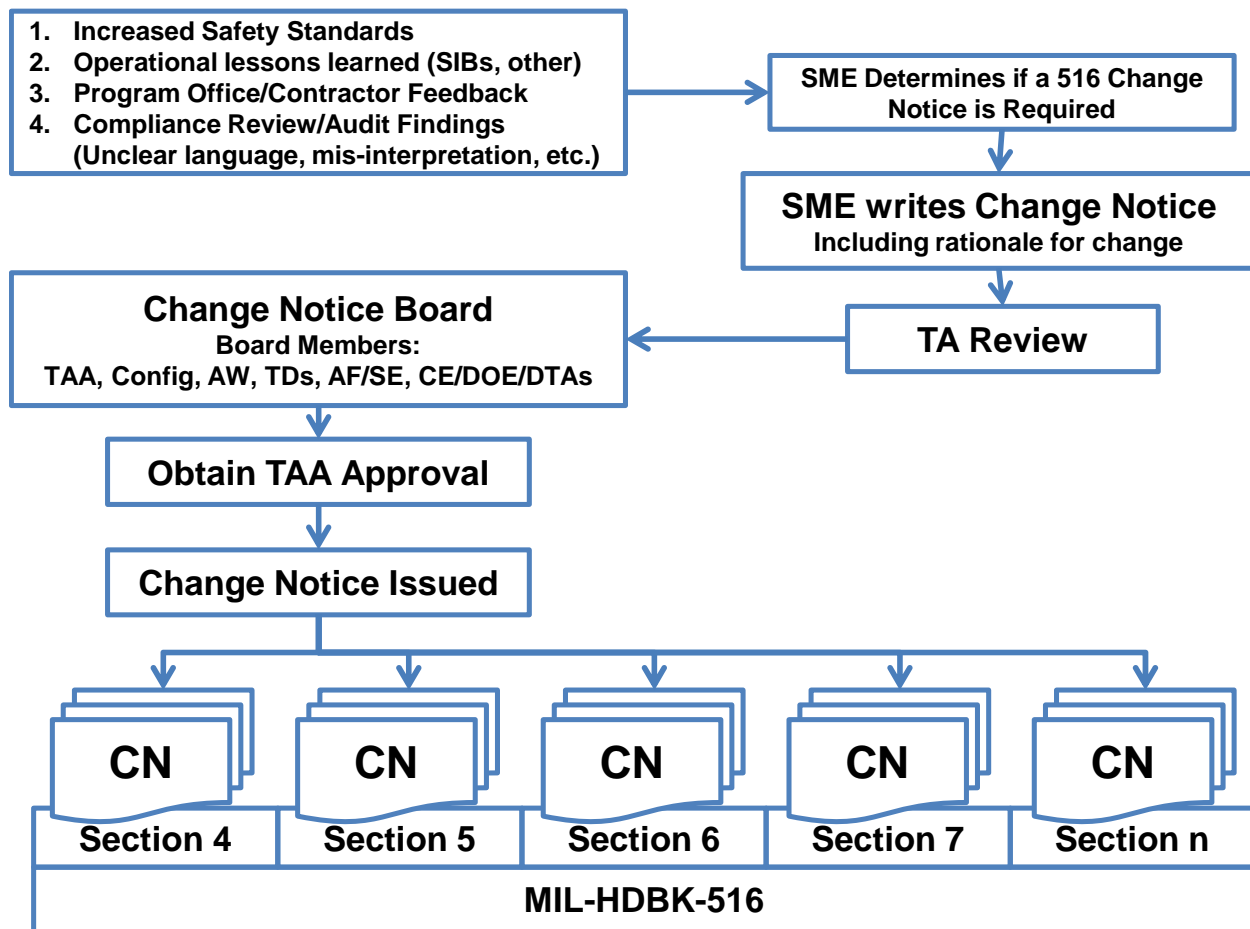 1. Increased Safety Standards
2. Operational lessons learned (SIBs, other)
3. Program Office/Contractor Feedback
4. Compliance Review/Audit Findings
(Unclear language, mis-interpretation, etc.)
SME Determines if a 516 Change
Notice is Required
SME writes Change Notice
Including rationale for change
TA Review
Change Notice Board
Board Members:
TAA, Config, AW, TDs, AF/SE, CE/DOE/DTAs
Obtain TAA Approval
Change Notice Issued
CN
CN
CN
CN
CN
Section 4
Section 5
Section 6
Section 7
Section n
MIL-HDBK-516